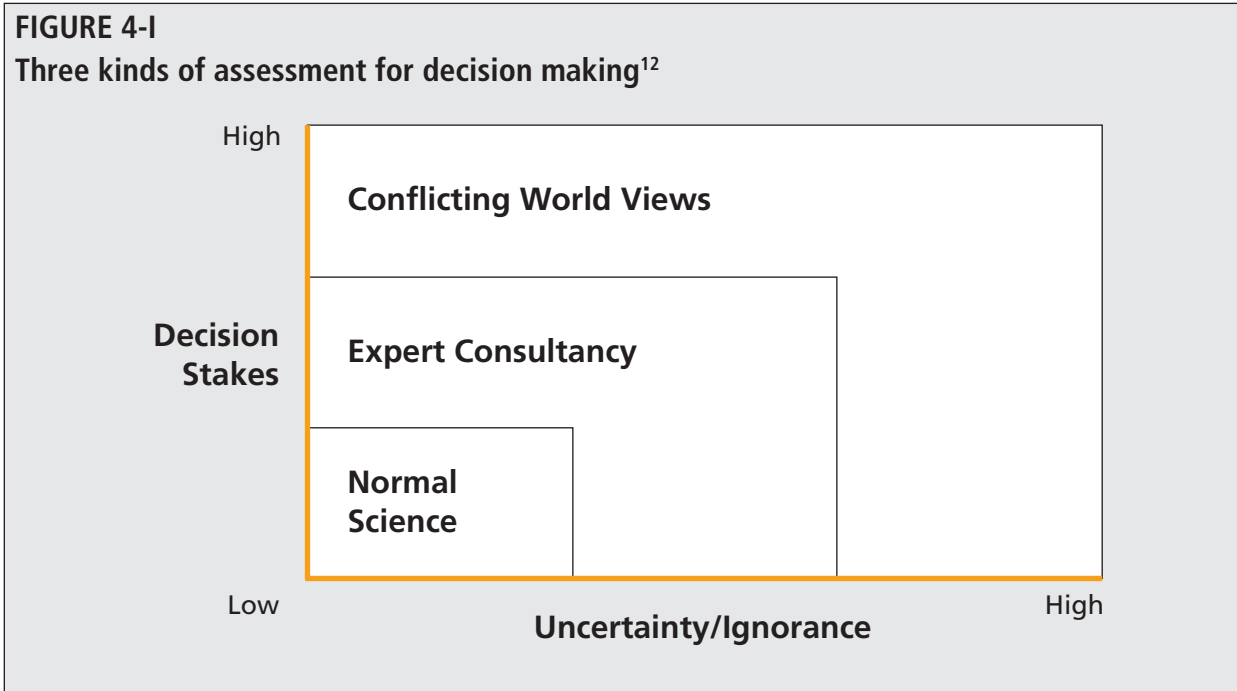 FIGURE 4-I
Three kinds of assessment for decision making12
High
Conflicting World Views
Decision
Stakes
Expert Consultancy
Normal
Science
Low
High
Uncertainty/Ignorance